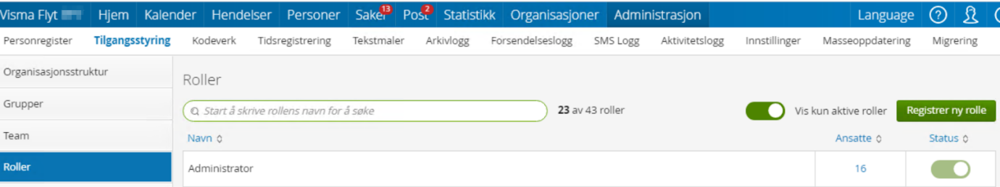 Visma Flyt Hjem Kalender Hendelser Personer Saker 13 Post 2 Statistikk Organisasjoner Administrasjon Language
Personregister Tilgangsstyring Kodeverk Tidsregistrering Tekstmaler Arkivlogg Forsendelseslogg SMS Logg Aktivitetslogg Innstillinger Masseoppdatering Migrering
Organisasjonsstruktur
Grupper
Team
Roller
Roller
Start å skrive rollens navn for å søke 23 av 43 roller Vis kun aktive roller Registrer ny rolle
Navn Ansatte Status
Administrator 16